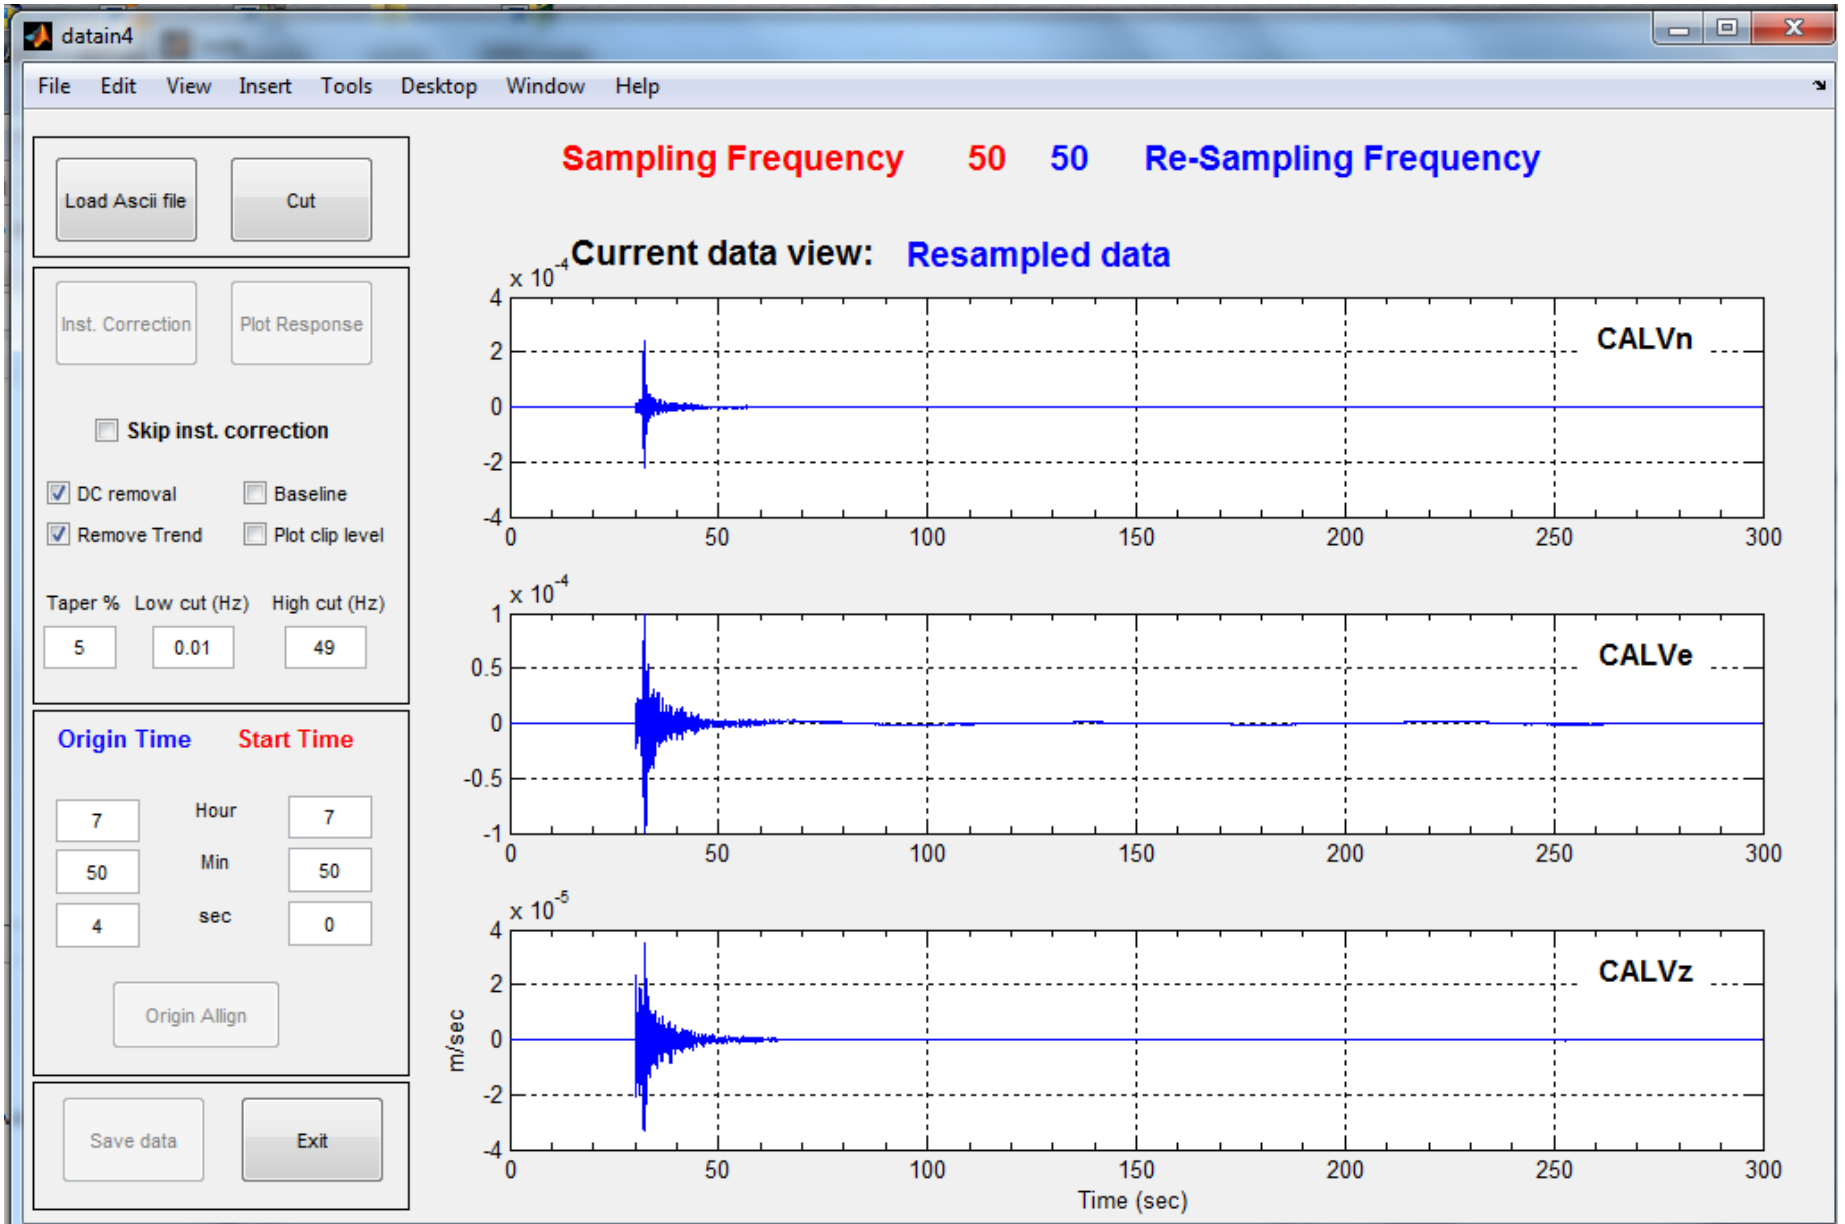 datain4
File Edit View Insert Tools Desktop Window Help
Load Ascii file Cut
Inst. Correction Plot Response
Skip inst. correction
DC removal Baseline
Remove Trend Plot clip level
Taper % Low cut (Hz) High cut (Hz)
5 0.01 49
Origin Time Start Time
7 Hour 7
50 Min 50
4 sec 0
Origin Allign
Save data Exit
Sampling Frequency 50 50 Re-Sampling Frequency
Current data view: Resampled data
x 10^-4
4
2
0
-2
-4
CALVn
0 50 100 150 200 250 300
x 10^-4
1
0.5
0
-0.5
-1
CALVe
0 50 100 150 200 250 300
x 10^-5
4
2
0
-2
-4
m/sec
CALVz
0 50 100 150 200 250 300
Time (sec)